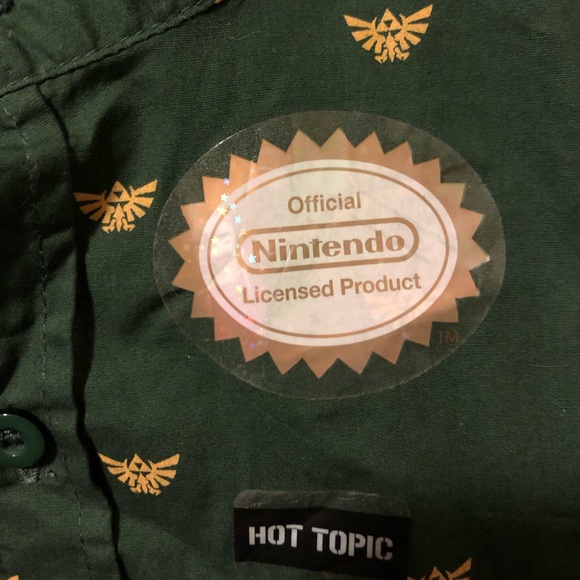 Official
Nintendo
Licensed Product
TM
HOT TOPIC